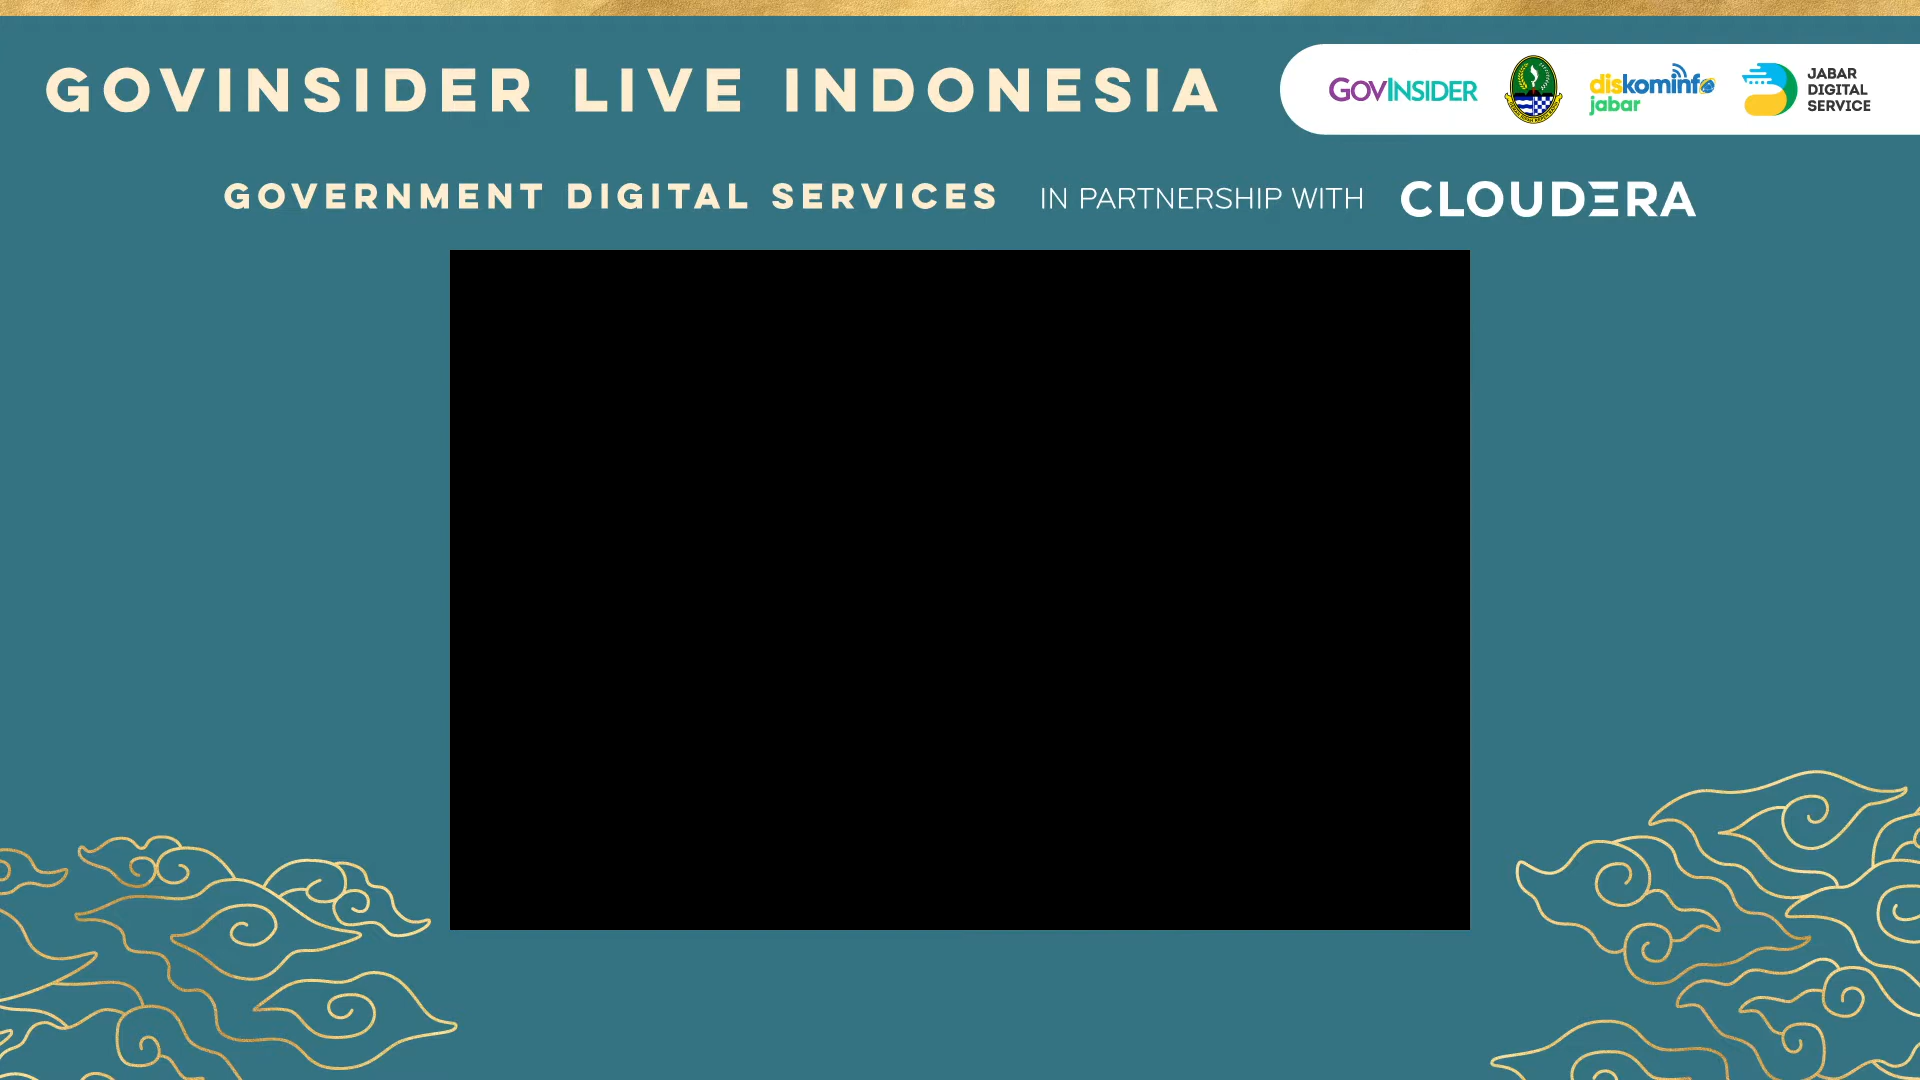 GOVINSIDER LIVE INDONESIA
GOVINSIDER
diskominfo
jabar
JABAR
DIGITAL
SERVICE
GOVERNMENT DIGITAL SERVICES IN PARTNERSHIP WITH CLOUDERA